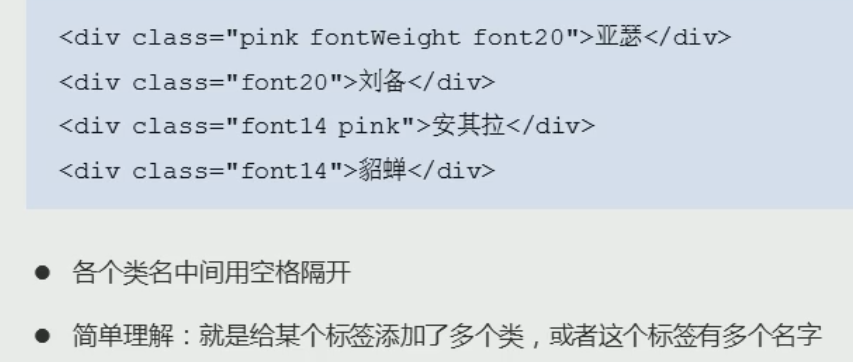 <div class="pink fontWeight font20">亚瑟</div>
<div class="font20">刘备</div>
<div class="font14 pink">安其拉</div>
<div class="font14">貂蝉</div>
● 各个类名中间用空格隔开
● 简单理解：就是给某个标签添加了多个类，或者这个标签有多个名字